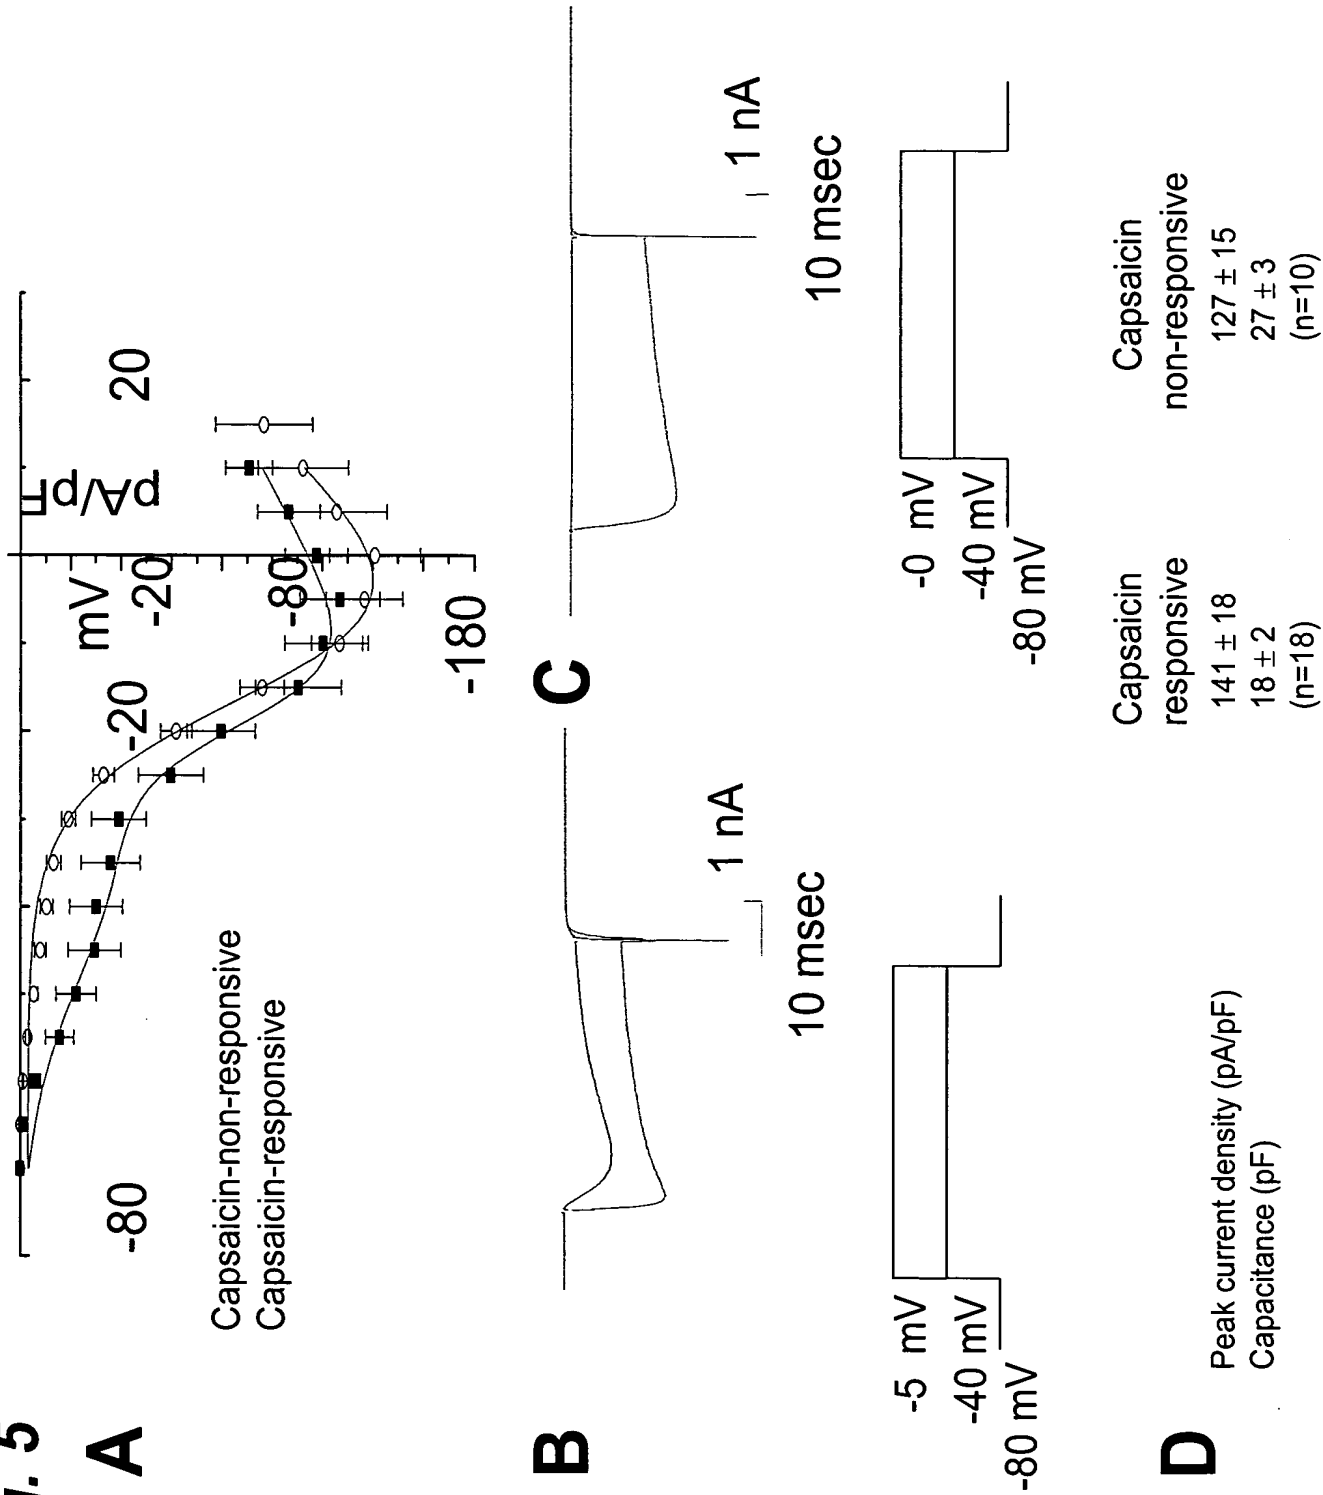 5
A
pA/pF
mV
20
-20
-80
-180
-20
-80
Capsaicin-non-responsive
Capsaicin-responsive
B
1 nA
10 msec
-5 mV
-40 mV
-80 mV
C
1 nA
10 msec
-0 mV
-40 mV
-80 mV
D
Capsaicin responsive
Capsaicin non-responsive
Peak current density (pA/pF) 141 ± 18 127 ± 15
Capacitance (pF) 18 ± 2 27 ± 3
(n=18) (n=10)